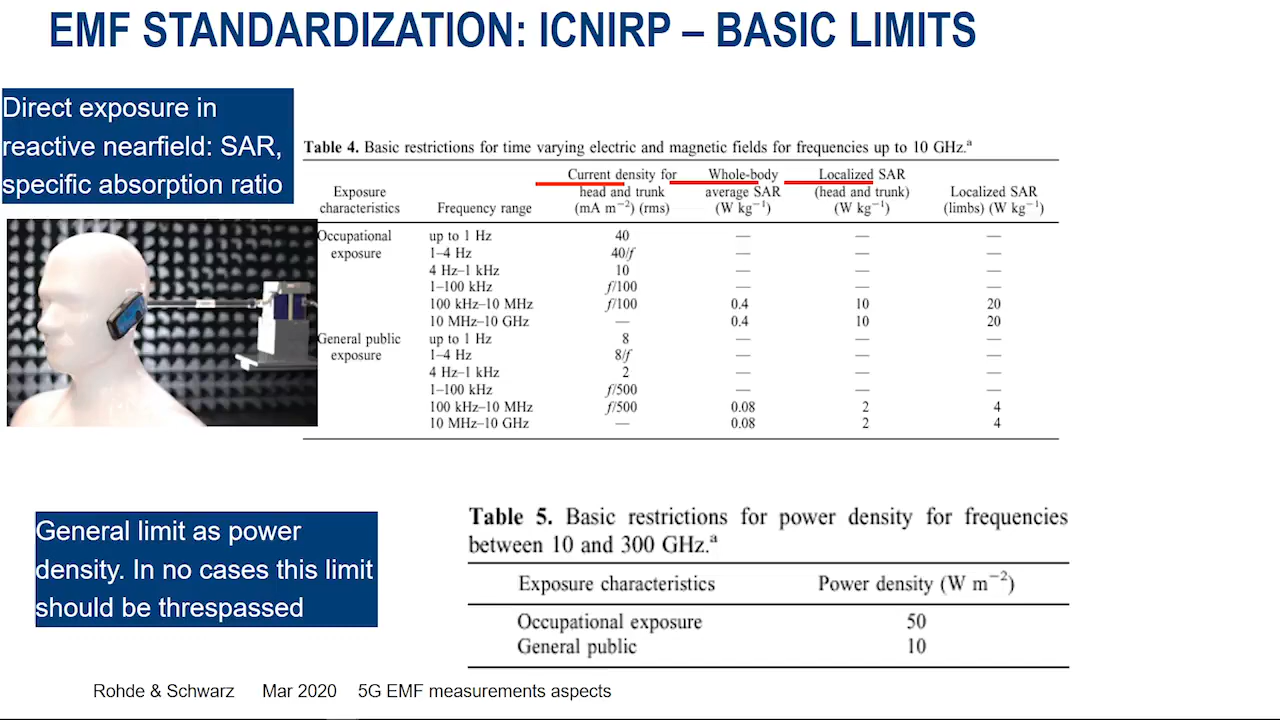 EMF STANDARDIZATION: ICNIRP – BASIC LIMITS
Direct exposure in
reactive nearfield: SAR,
specific absorption ratio
Table 4. Basic restrictions for time varying electric and magnetic fields for frequencies up to 10 GHz.ᵃ
Exposure characteristics Frequency range Current density for head and trunk (mA m⁻²) (rms) Whole-body average SAR (W kg⁻¹) Localized SAR (head and trunk) (W kg⁻¹) Localized SAR (limbs) (W kg⁻¹)
Occupational up to 1 Hz 40 — — —
exposure 1–4 Hz 40/f — — —
4 Hz–1 kHz 10 — — —
1–100 kHz f/100 — — —
100 kHz–10 MHz f/100 0.4 10 20
10 MHz–10 GHz — 0.4 10 20
General public up to 1 Hz 8 — — —
exposure 1–4 Hz 8/f — — —
4 Hz–1 kHz 2 — — —
1–100 kHz f/500 — — —
100 kHz–10 MHz f/500 0.08 2 4
10 MHz–10 GHz — 0.08 2 4
General limit as power
density. In no cases this limit
should be threspassed
Table 5. Basic restrictions for power density for frequencies
between 10 and 300 GHz.ᵃ
Exposure characteristics Power density (W m⁻²)
Occupational exposure 50
General public 10
Rohde & Schwarz Mar 2020 5G EMF measurements aspects